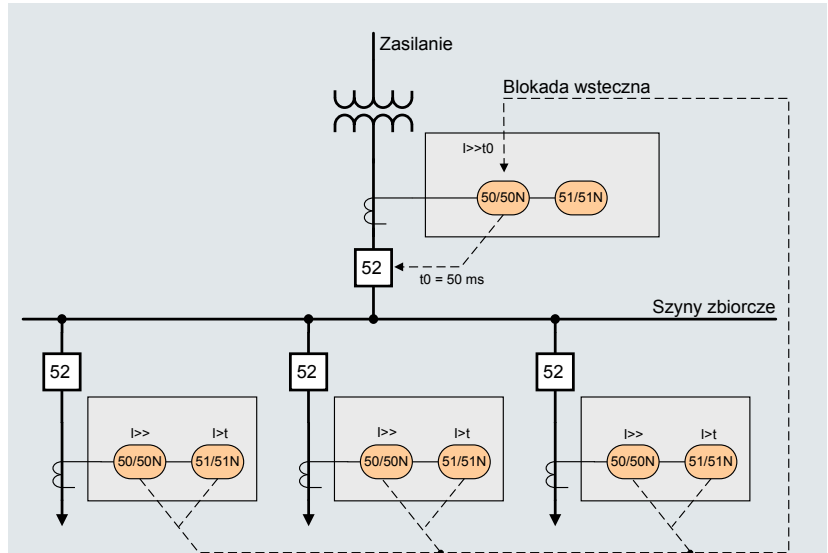 Zasilanie
Blokada wsteczna
I>>t0
50/50N 51/51N
52
t0 = 50 ms
Szyny zbiorcze
52 52 52
I>> I>t I>> I>t I>> I>t
50/50N 51/51N 50/50N 51/51N 50/50N 51/51N